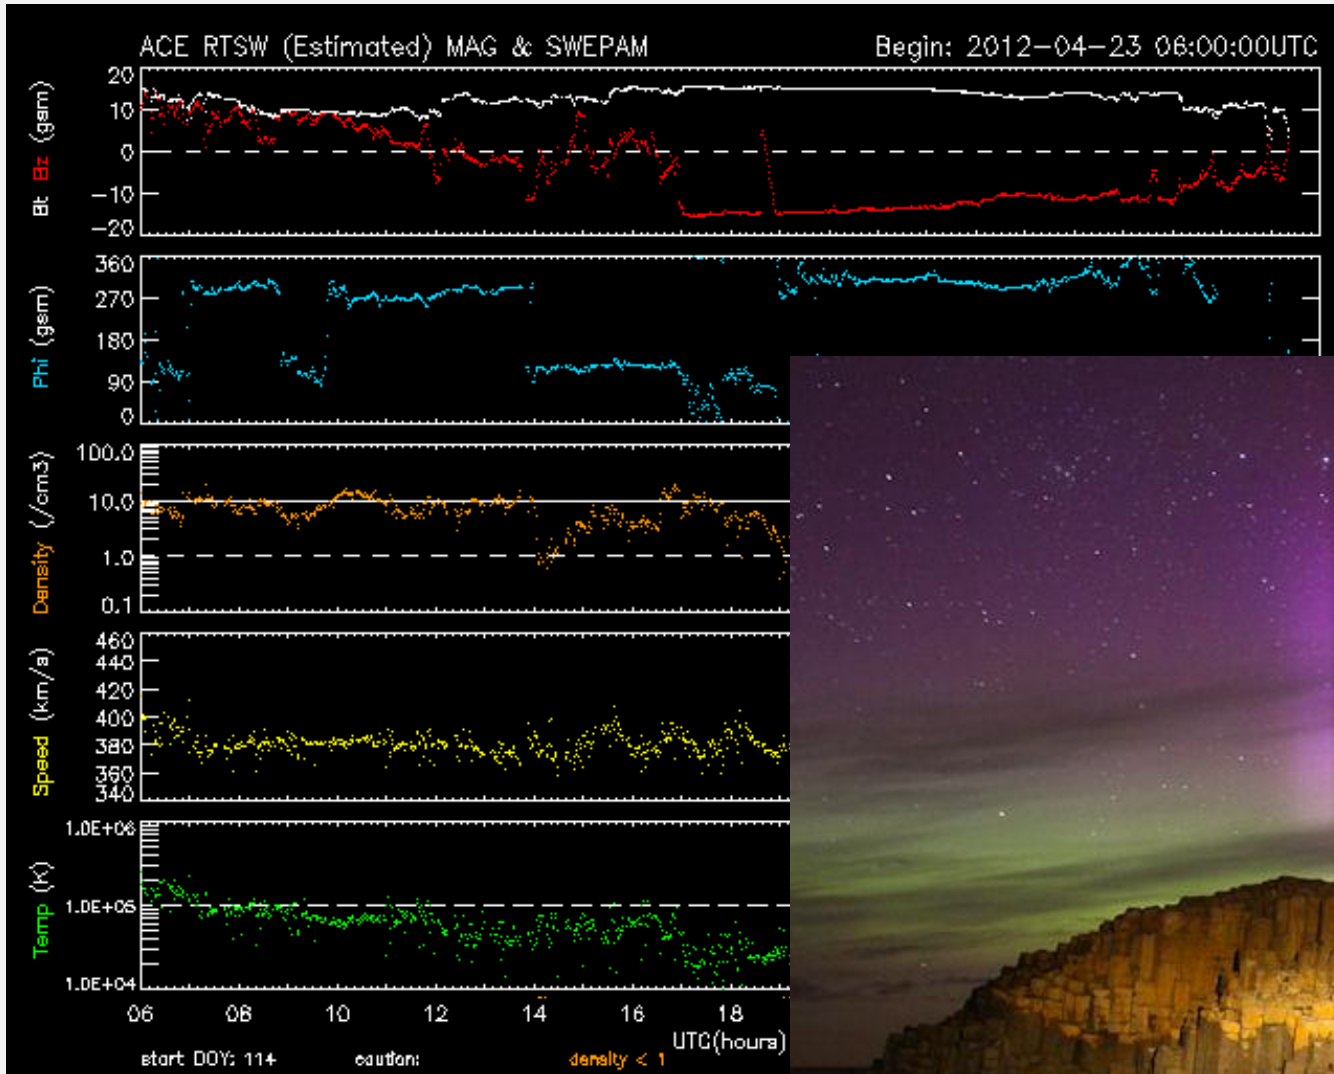 ACE RTSW (Estimated) MAG & SWEPAM Begin: 2012-04-23 06:00:00UTC
Bt Bz (gsm)
20
10
0
-10
-20
Phi (gsm)
360
270
180
90
0
Density (/cm3)
100.0
10.0
1.0
0.1
Speed (km/s)
460
440
420
400
380
360
340
Temp (K)
1.0E+06
1.0E+05
1.0E+04
06 08 10 12 14 16 18
UTC(hours)
start DOY: 114 caution: density < 1